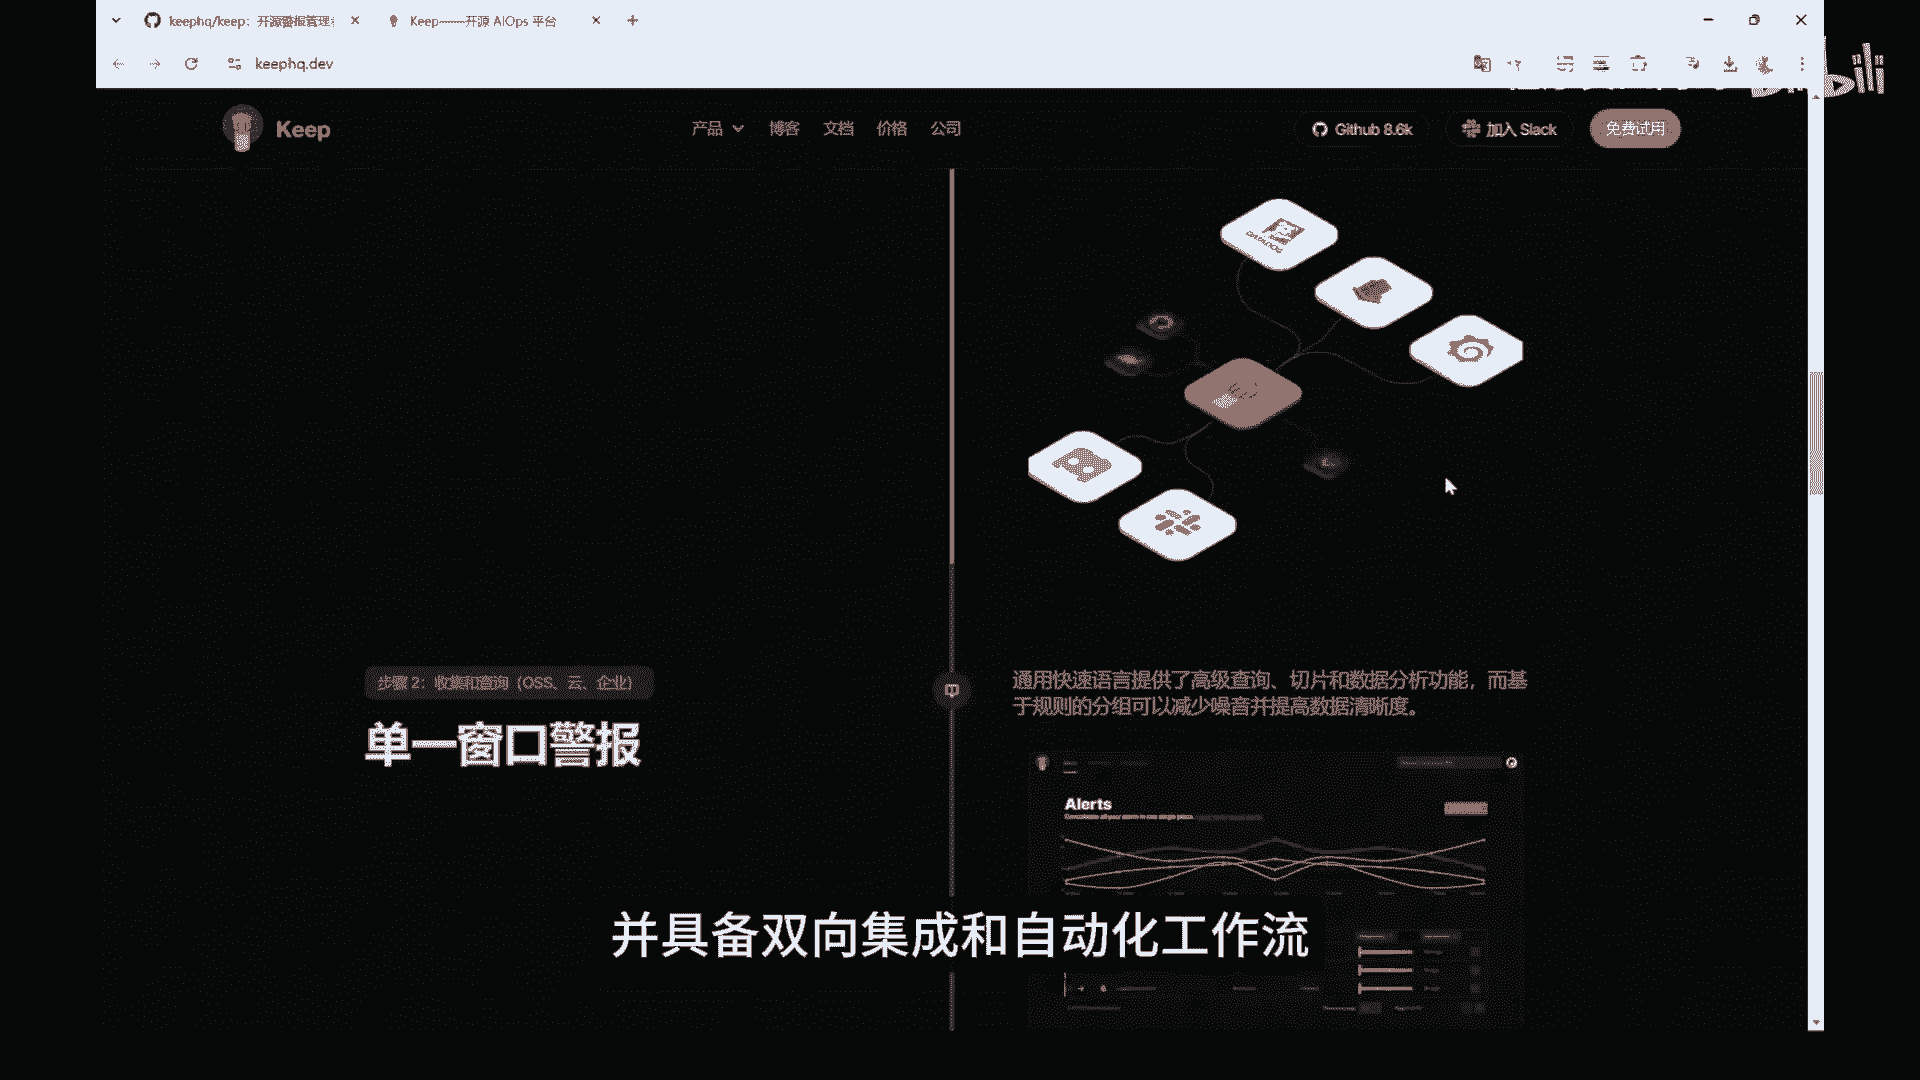 keephq/keep：开源警报管理
Keep——开源 AIOps 平台
keephq.dev
bili
Keep
产品
博客
文档
价格
公司
Github 8.6k
加入 Slack
免费试用
步骤 2：收集和查询（OSS、云、企业）
单一窗口警报
通用快速语言提供了高级查询、切片和数据分析功能，而基
于规则的分组可以减少噪音并提高数据清晰度。
Alerts
并具备双向集成和自动化工作流